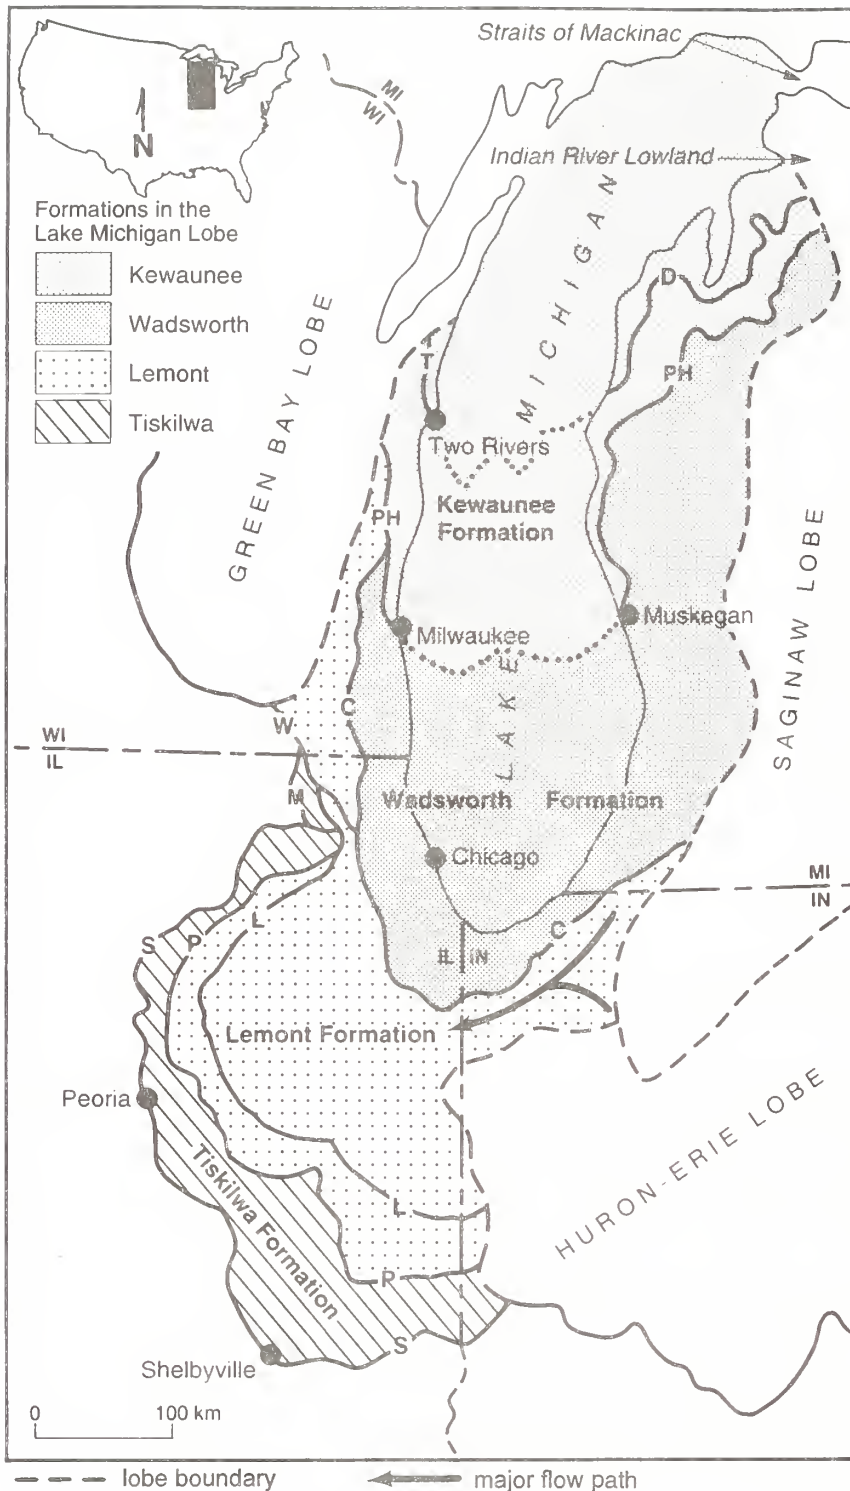 Straits of Mackinac
MI
WI
N
Indian River Lowland
Formations in the
Lake Michigan Lobe
Kewaunee
Wadsworth
Lemont
Tiskilwa
GREEN BAY LOBE
LAKE MICHIGAN
D
T
PH
Two Rivers
Kewaunee
Formation
PH
SAGINAW LOBE
Milwaukee
Muskegan
C
W
WI
IL
M
Wadsworth Formation
Chicago
MI
IN
L
S
P
C
IL
IN
Lemont Formation
Peoria
HURON-ERIE LOBE
Tiskilwa Formation
L
P
S
Shelbyville
0 100 km
lobe boundary
major flow path